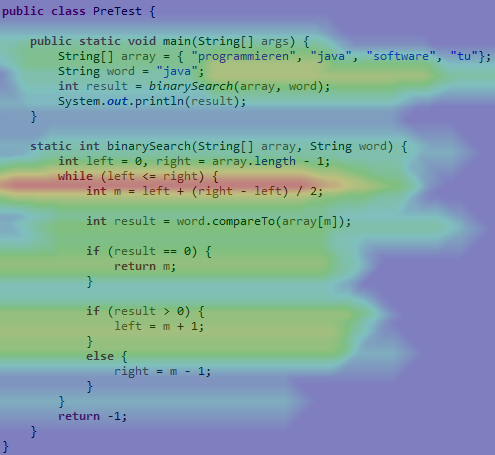 public class PreTest {
public static void main(String[] args) {
String[] array = { "programmieren", "java", "software", "tu"};
String word = "java";
int result = binarySearch(array, word);
System.out.println(result);
}
static int binarySearch(String[] array, String word) {
int left = 0, right = array.length - 1;
while (left <= right) {
int m = left + (right - left) / 2;
int result = word.compareTo(array[m]);
if (result == 0) {
return m;
}
if (result > 0) {
left = m + 1;
}
else {
right = m - 1;
}
}
return -1;
}
}